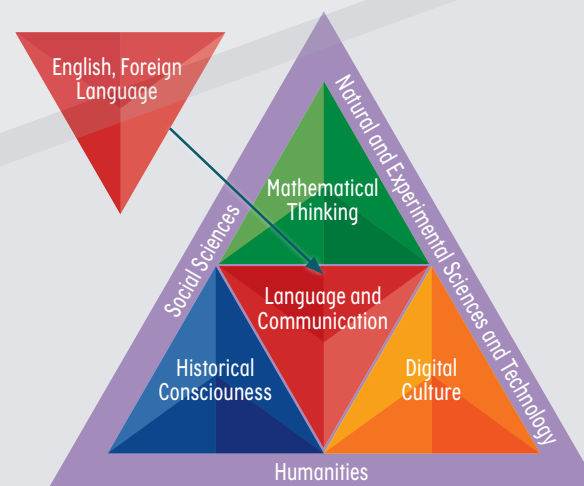 English, Foreign
Language
Natural and Experimental Sciences and Technology
Mathematical
Thinking
Social Sciences
Language and
Communication
Historical
Consciouness
Digital
Culture
Humanities